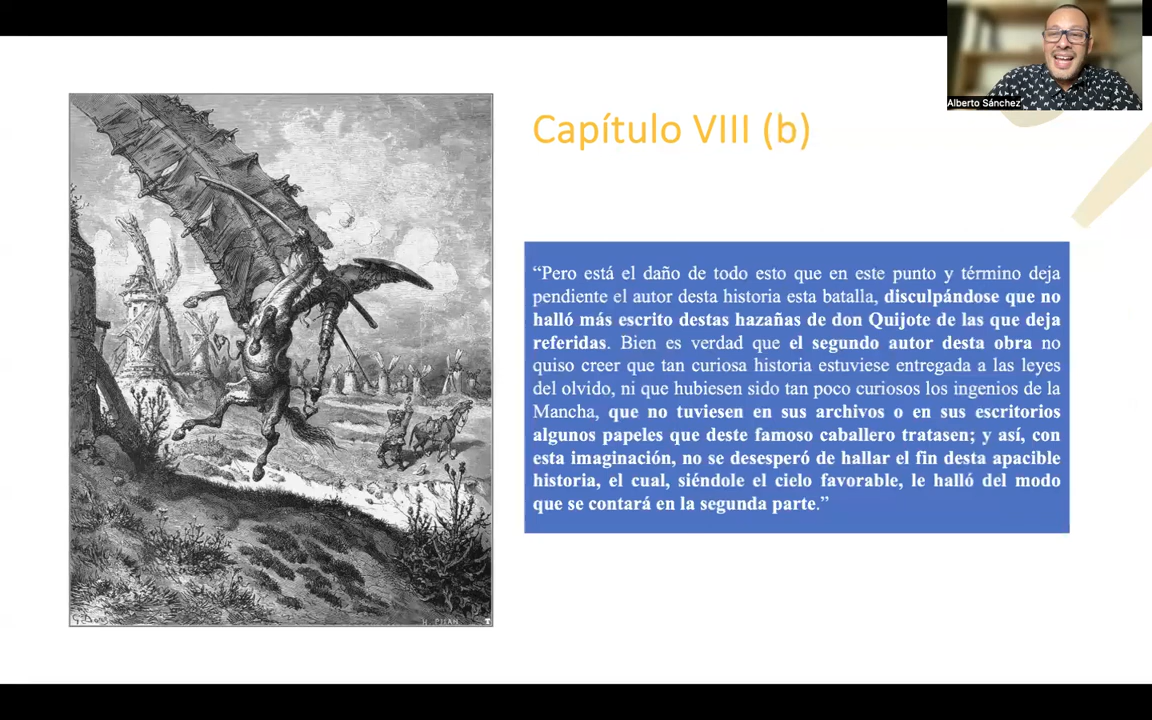 Alberto Sánchez
Capítulo VIII (b)
“Pero está el daño de todo esto que en este punto y término deja
pendiente el autor desta historia esta batalla, disculpándose que no
halló más escrito destas hazañas de don Quijote de las que deja
referidas. Bien es verdad que el segundo autor desta obra no
quiso creer que tan curiosa historia estuviese entregada a las leyes
del olvido, ni que hubiesen sido tan poco curiosos los ingenios de la
Mancha, que no tuviesen en sus archivos o en sus escritorios
algunos papeles que deste famoso caballero tratasen; y así, con
esta imaginación, no se desesperó de hallar el fin desta apacible
historia, el cual, siéndole el cielo favorable, le halló del modo
que se contará en la segunda parte.”